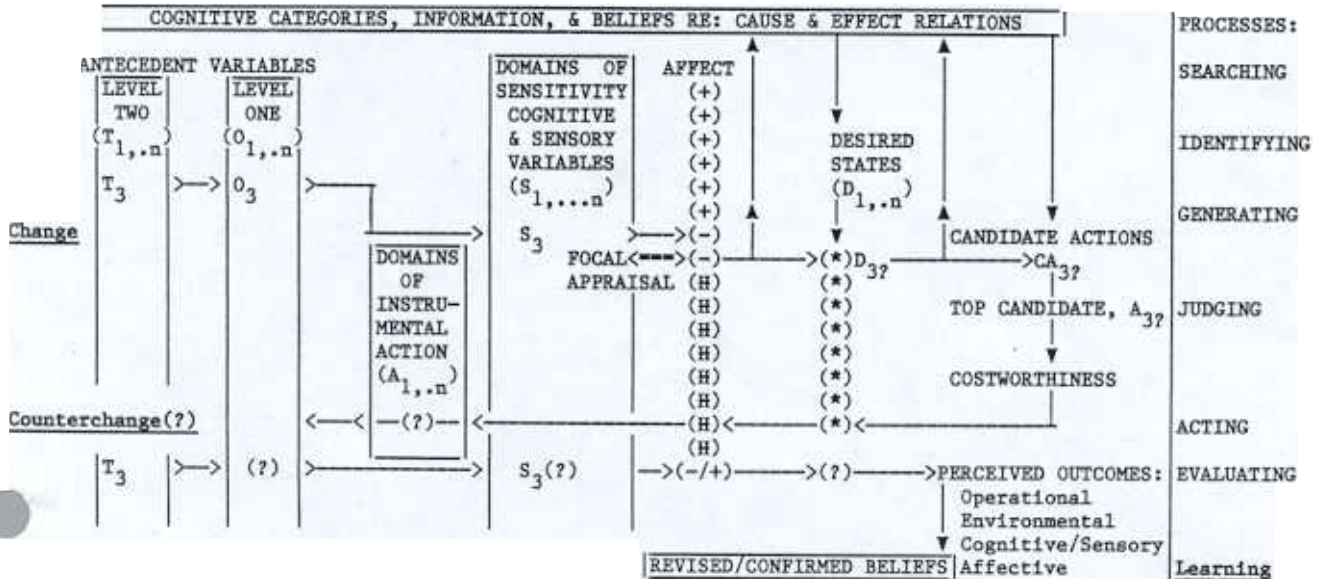 COGNITIVE CATEGORIES, INFORMATION, & BELIEFS RE: CAUSE & EFFECT RELATIONS
PROCESSES:
ANTECEDENT VARIABLES
LEVEL TWO
(T1,.n)
T3
LEVEL ONE
(O1,.n)
O3
DOMAINS OF
SENSITIVITY
COGNITIVE
& SENSORY
VARIABLES
(S1,...n)
S3
AFFECT
(+)
(+)
(+)
(+)
(+)
(+)
(-)
FOCAL
APPRAISAL
(-)
(H)
(H)
(H)
(H)
(H)
(H)
(H)
(H)
DESIRED
STATES
(D1,.n)
(*)D3?
(*)
(*)
(*)
(*)
(*)
(*)
(*)
CANDIDATE ACTIONS
CA3?
TOP CANDIDATE, A3?
COSTWORTHINESS
SEARCHING
IDENTIFYING
GENERATING
JUDGING
ACTING
EVALUATING
Learning
Change
DOMAINS
OF
INSTRU-
MENTAL
ACTION
(A1,.n)
(?)
Counterchange(?)
T3
(?)
S3(?)
(-/+)
(?)
PERCEIVED OUTCOMES:
Operational
Environmental
Cognitive/Sensory
Affective
REVISED/CONFIRMED BELIEFS